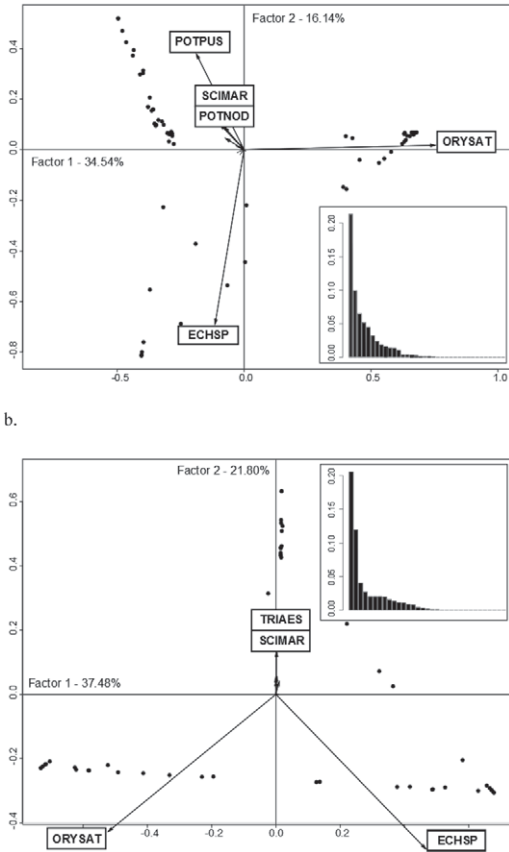 Factor 2 - 16.14%
POTPUS
SCIMAR
POTNOD
ORYSAT
Factor 1 - 34.54%
ECHSP
0.4
0.2
0.0
-0.2
-0.4
-0.6
-0.8
-0.5
0.0
0.5
1.0
0.20
0.15
0.10
0.05
0.00
b.
Factor 2 - 21.80%
TRIAES
SCIMAR
Factor 1 - 37.48%
ORYSAT
ECHSP
0.6
0.4
0.2
0.0
-0.2
-0.4
-0.4
-0.2
0.0
0.2
0.20
0.15
0.10
0.05
0.00